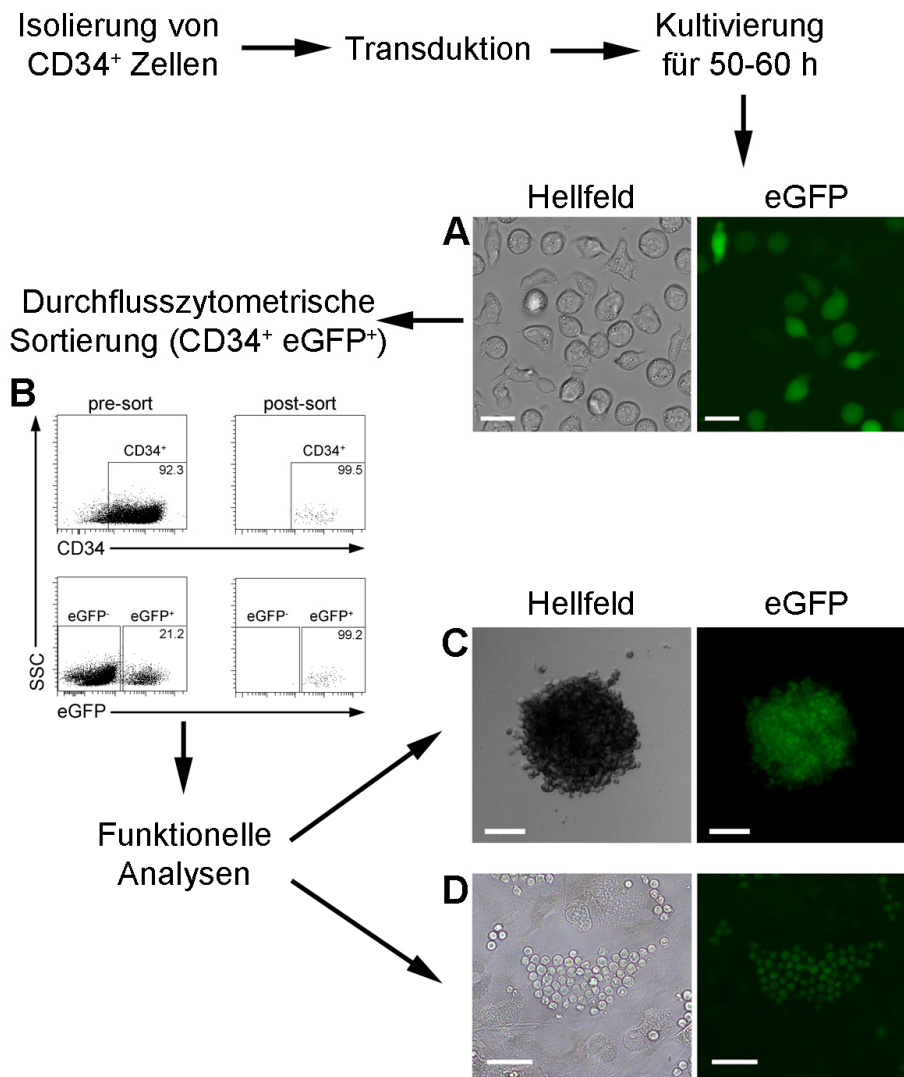 Isolierung von
CD34⁺ Zellen
Transduktion
Kultivierung
für 50-60 h
Hellfeld
eGFP
A
Durchflusszytometrische
Sortierung (CD34⁺ eGFP⁺)
B
pre-sort
post-sort
CD34⁺
92.3
CD34⁺
99.5
CD34
eGFP⁻
eGFP⁺
21.2
eGFP⁻
eGFP⁺
99.2
SSC
eGFP
Hellfeld
eGFP
C
Funktionelle
Analysen
D